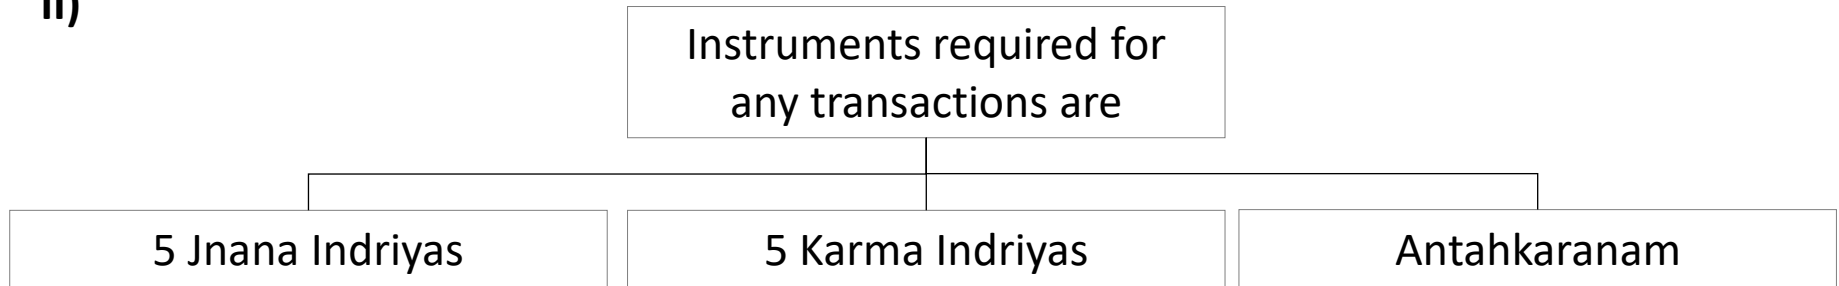 ii)
Instruments required for
any transactions are
5 Jnana Indriyas
5 Karma Indriyas
Antahkaranam